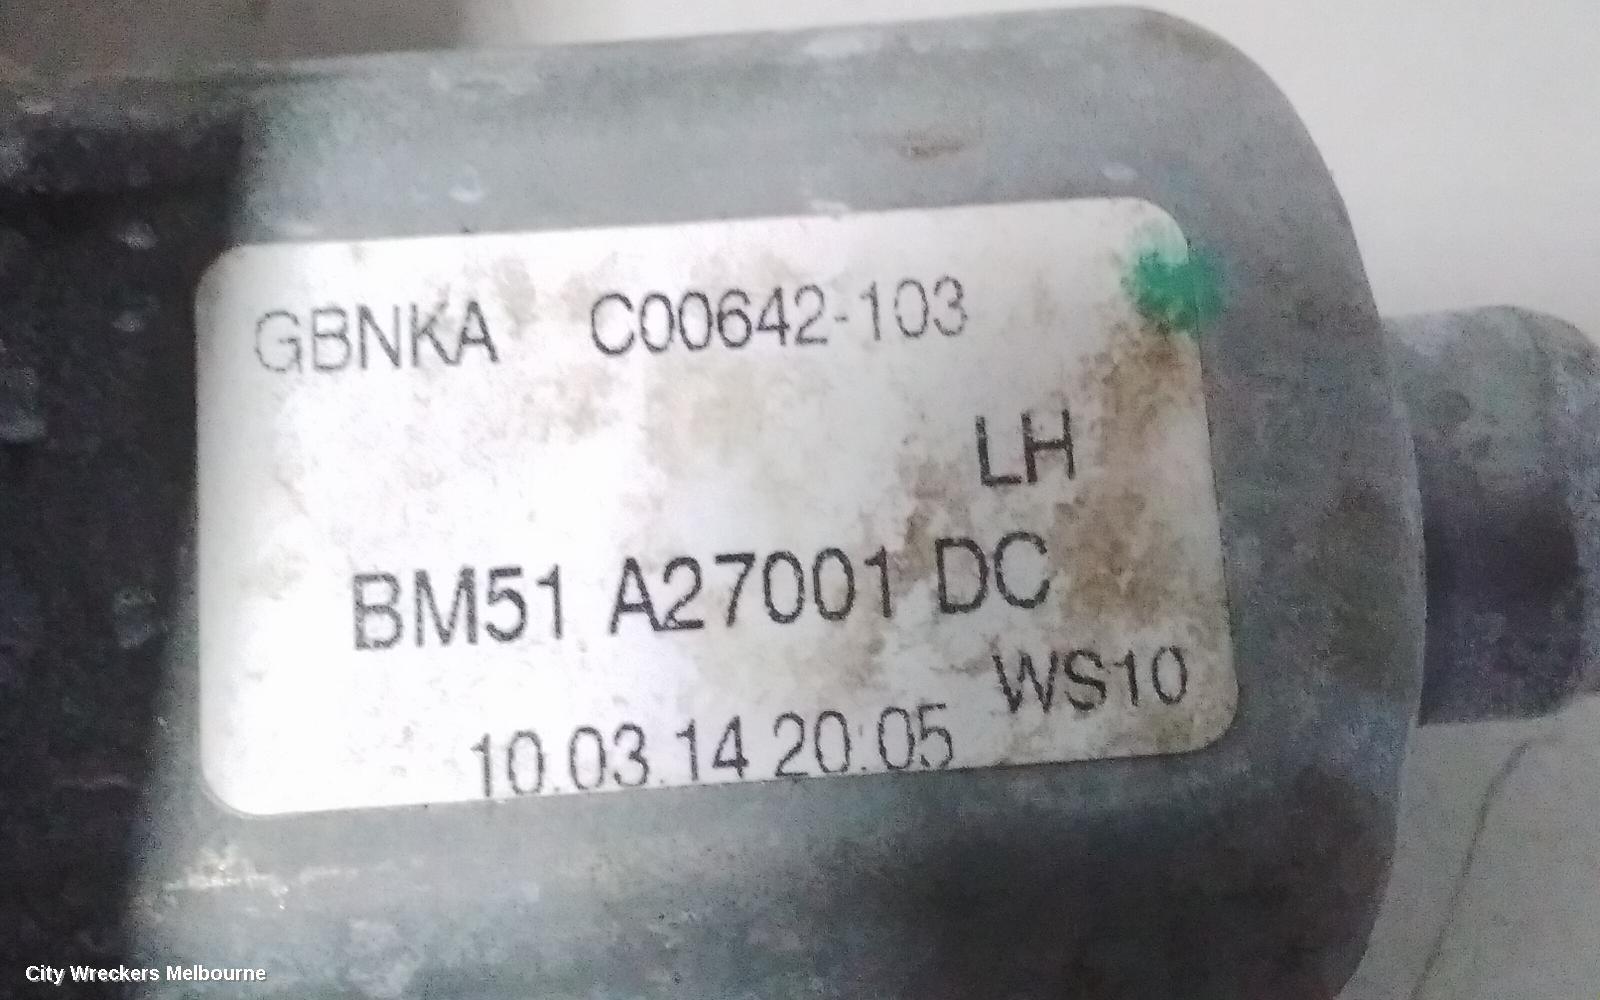 GBNKA C00642-103
LH
BM51 A27001 DC
WS10
10.03.14 20:05
City Wreckers Melbourne